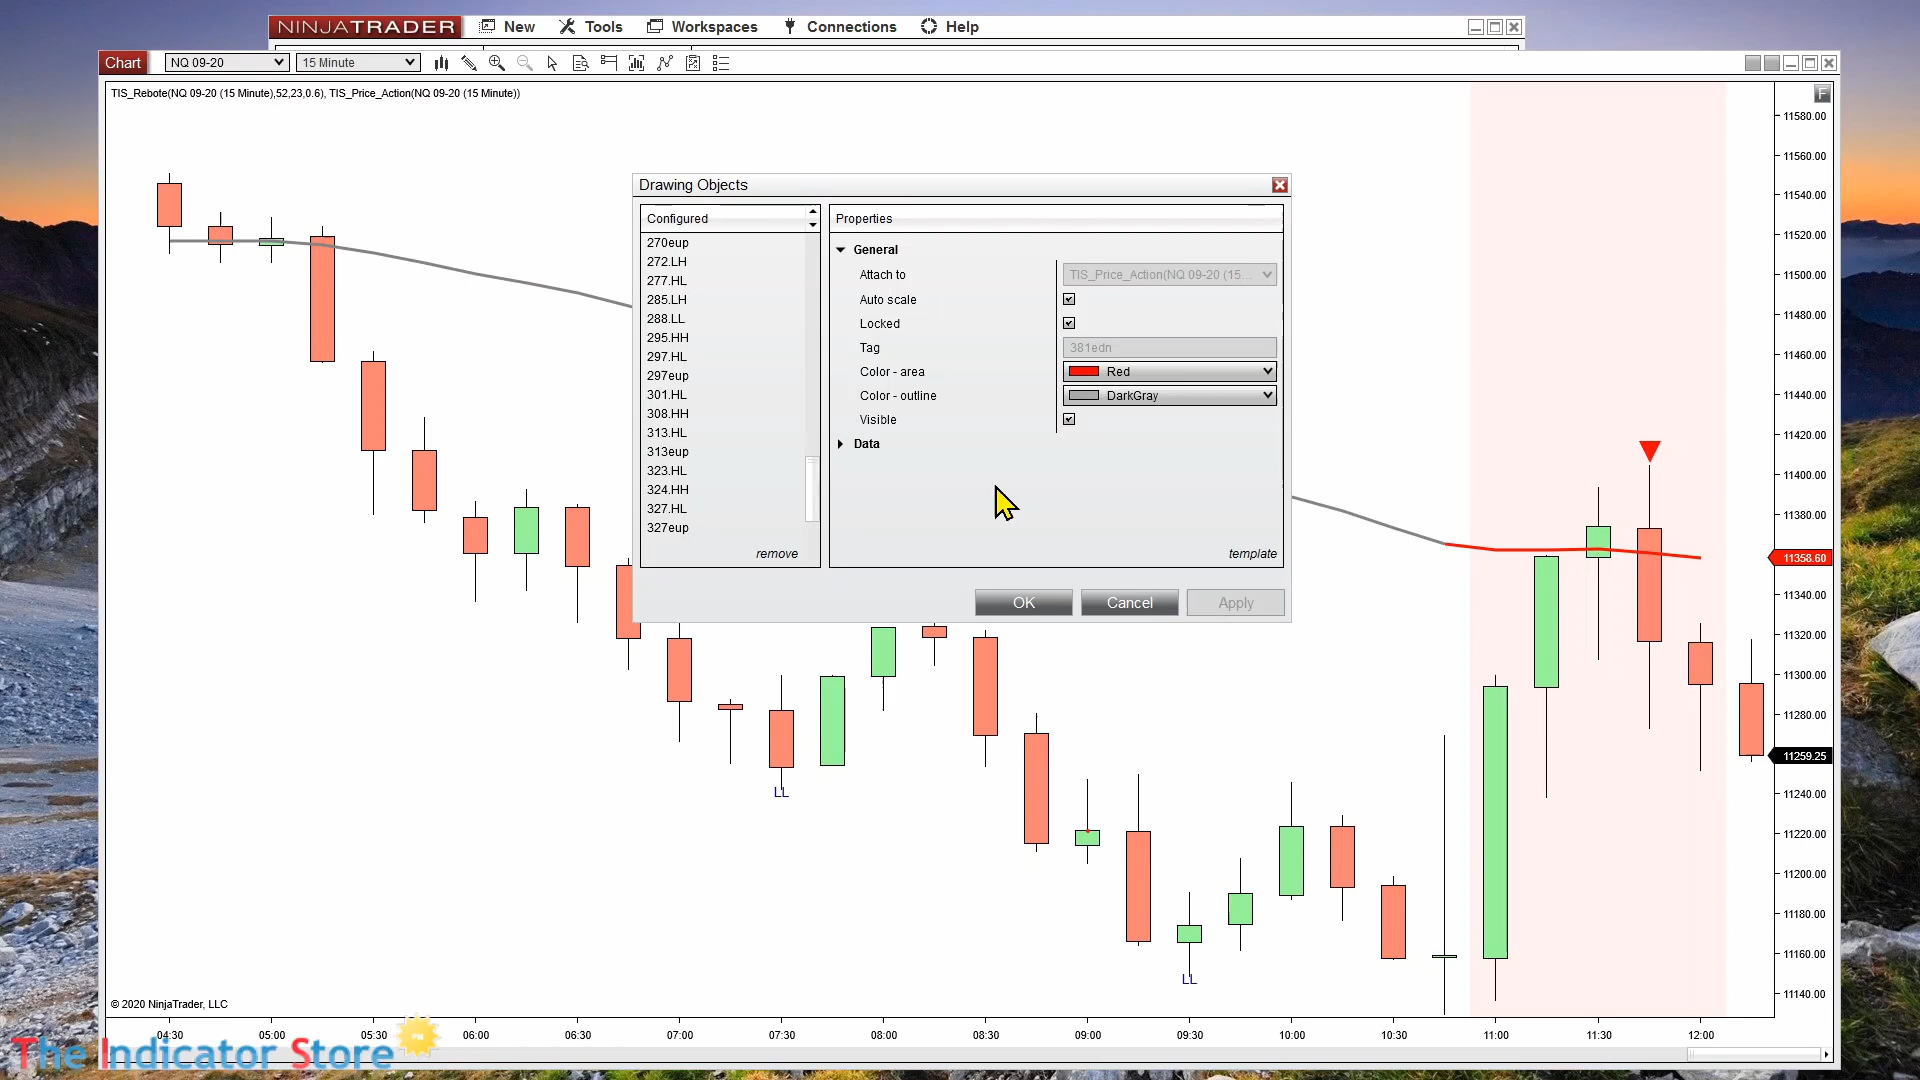 NINJATRADER New Tools Workspaces Connections Help
Chart NQ 09-20 15 Minute
TIS_Rebote(NQ 09-20 (15 Minute),52,23,0.6), TIS_Price_Action(NQ 09-20 (15 Minute))
F
Drawing Objects
Configured
270eup
272.LH
277.HL
285.LH
288.LL
295.HH
297.HL
297eup
301.HL
308.HH
313.HL
313eup
323.HL
324.HH
327.HL
327eup
remove
Properties
General
Attach to TIS_Price_Action(NQ 09-20 (15...
Auto scale
Locked
Tag 381edn
Color - area Red
Color - outline DarkGray
Visible
Data
template
OK Cancel Apply
11580.00
11560.00
11540.00
11520.00
11500.00
11480.00
11460.00
11440.00
11420.00
11400.00
11380.00
11358.60
11340.00
11320.00
11300.00
11280.00
11259.25
11240.00
11220.00
11200.00
11180.00
11160.00
11140.00
LL
LL
© 2020 NinjaTrader, LLC
04:30 05:00 05:30 06:00 06:30 07:00 07:30 08:00 08:30 09:00 09:30 10:00 10:30 11:00 11:30 12:00
The Indicator Store